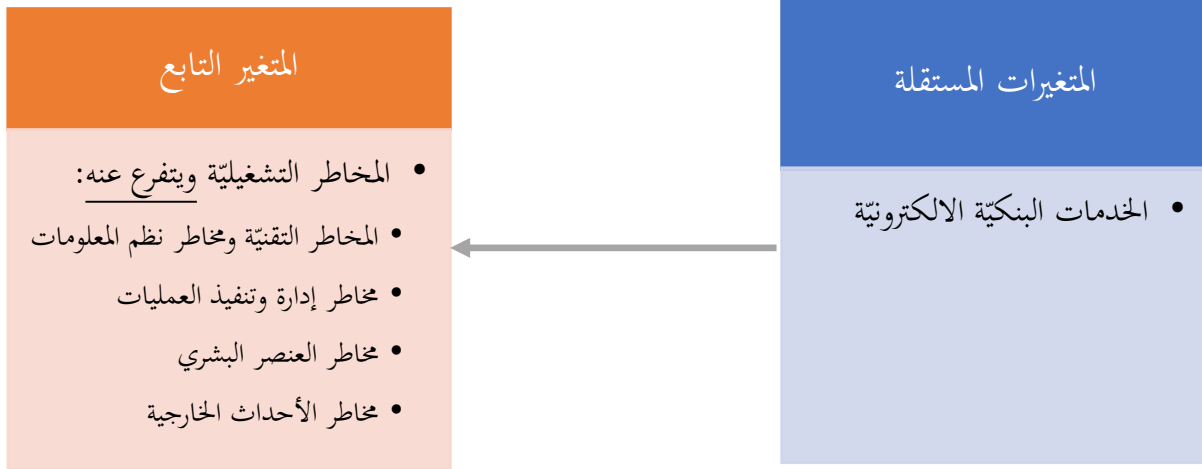 المتغيرات المستقلة
• الخدمات البنكيّة الالكترونيّة
المتغير التابع
• المخاطر التشغيليّة ويتفرع عنه:
• المخاطر التقنيّة ومخاطر نظم المعلومات
• مخاطر إدارة وتنفيذ العمليات
• مخاطر العنصر البشري
• مخاطر الأحداث الخارجية